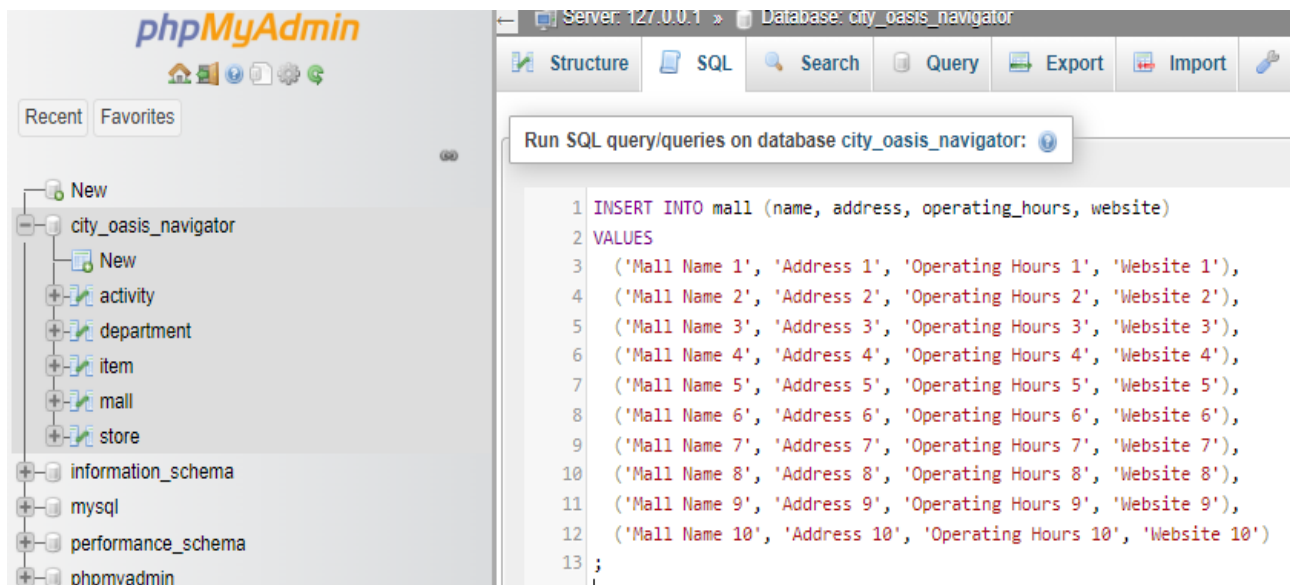 phpMyAdmin
Recent Favorites
New
city_oasis_navigator
New
activity
department
item
mall
store
information_schema
mysql
performance_schema
phpmyadmin
Server: 127.0.0.1 » Database: city_oasis_navigator
Structure SQL Search Query Export Import
Run SQL query/queries on database city_oasis_navigator:
1 INSERT INTO mall (name, address, operating_hours, website)
2 VALUES
3 ('Mall Name 1', 'Address 1', 'Operating Hours 1', 'Website 1'),
4 ('Mall Name 2', 'Address 2', 'Operating Hours 2', 'Website 2'),
5 ('Mall Name 3', 'Address 3', 'Operating Hours 3', 'Website 3'),
6 ('Mall Name 4', 'Address 4', 'Operating Hours 4', 'Website 4'),
7 ('Mall Name 5', 'Address 5', 'Operating Hours 5', 'Website 5'),
8 ('Mall Name 6', 'Address 6', 'Operating Hours 6', 'Website 6'),
9 ('Mall Name 7', 'Address 7', 'Operating Hours 7', 'Website 7'),
10 ('Mall Name 8', 'Address 8', 'Operating Hours 8', 'Website 8'),
11 ('Mall Name 9', 'Address 9', 'Operating Hours 9', 'Website 9'),
12 ('Mall Name 10', 'Address 10', 'Operating Hours 10', 'Website 10')
13 ;